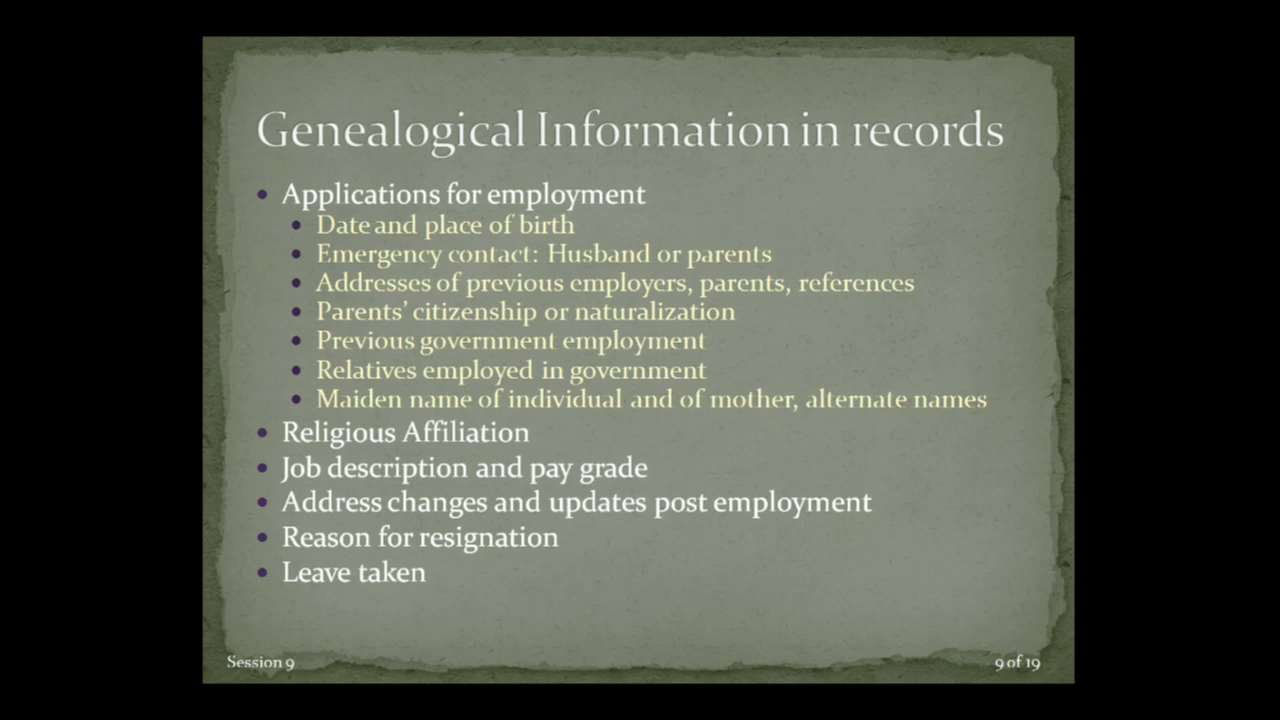 Genealogical Information in records
• Applications for employment
• Date and place of birth
• Emergency contact: Husband or parents
• Addresses of previous employers, parents, references
• Parents’ citizenship or naturalization
• Previous government employment
• Relatives employed in government
• Maiden name of individual and of mother, alternate names
• Religious Affiliation
• Job description and pay grade
• Address changes and updates post employment
• Reason for resignation
• Leave taken
Session 9
9 of 19